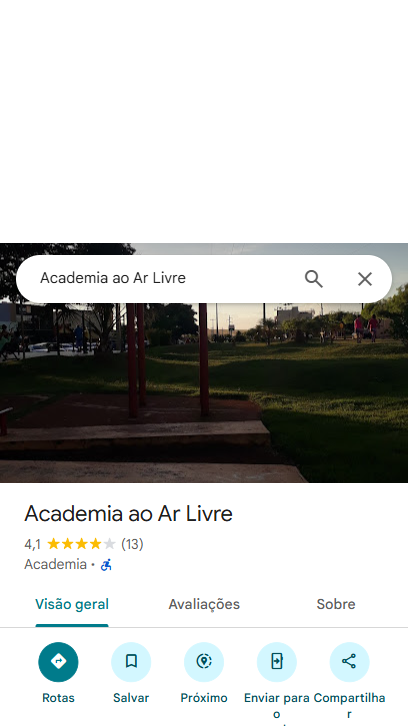 Academia ao Ar Livre
Academia ao Ar Livre
4,1 (13)
Academia ·
Visão geral
Avaliações
Sobre
Rotas
Salvar
Próximo
Enviar para
o
Compartilha
r